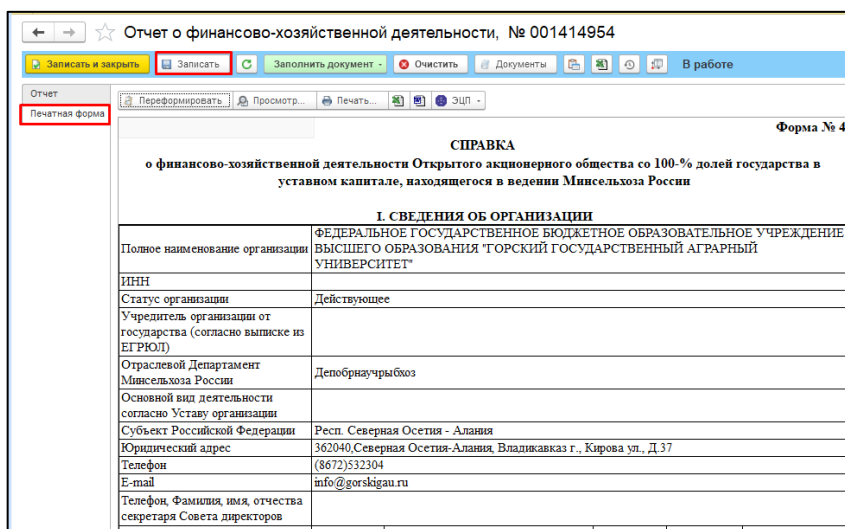 Отчет о финансово-хозяйственной деятельности, № 001414954
Записать и закрыть Записать Заполнить документ Очистить Документы В работе
Отчет
Печатная форма
Переформировать Просмотр... Печать... ЭЦП
Форма № 4
СПРАВКА
о финансово-хозяйственной деятельности Открытого акционерного общества со 100-% долей государства в
уставном капитале, находящегося в ведении Минсельхоза России
I. СВЕДЕНИЯ ОБ ОРГАНИЗАЦИИ
Полное наименование организации
ФЕДЕРАЛЬНОЕ ГОСУДАРСТВЕННОЕ БЮДЖЕТНОЕ ОБРАЗОВАТЕЛЬНОЕ УЧРЕЖДЕНИЕ
ВЫСШЕГО ОБРАЗОВАНИЯ "ГОРСКИЙ ГОСУДАРСТВЕННЫЙ АГРАРНЫЙ
УНИВЕРСИТЕТ"
ИНН
Статус организации Действующее
Учредитель организации от
государства (согласно выписке из
ЕГРЮЛ)
Отраслевой Департамент
Минсельхоза России
Депобрнаучрыбхоз
Основной вид деятельности
согласно Уставу организации
Субъект Российской Федерации Респ. Северная Осетия - Алания
Юридический адрес 362040,Северная Осетия-Алания, Владикавказ г., Кирова ул., Д.37
Телефон (8672)532304
E-mail info@gorskigau.ru
Телефон, Фамилия, имя, отчества
секретаря Совета директоров